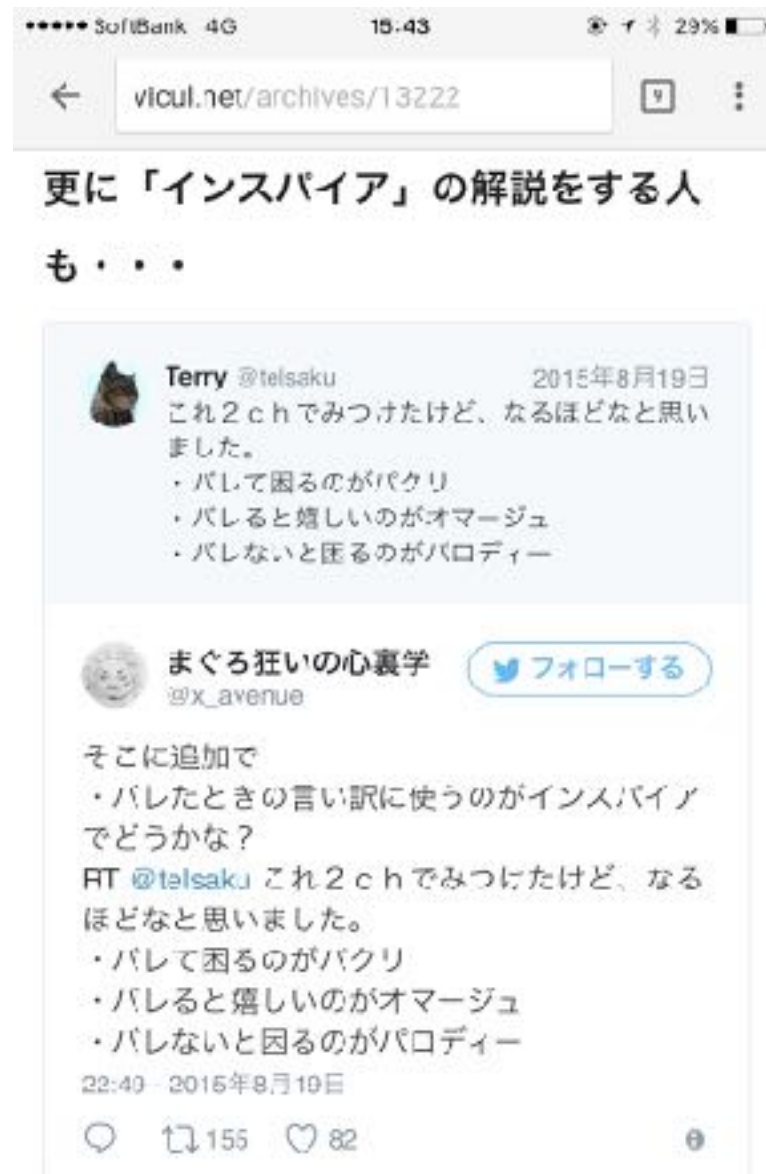 SoftBank 4G 15:43 29%
vicul.net/archives/13222
更に「インスパイア」の解説をする人
も・・・
Terry @telsaku 2015年8月19日
これ2chでみつけたけど、なるほどなと思い
ました。
・バレて困るのがパクリ
・バレると嬉しいのがオマージュ
・バレないと困るのがパロディー
まぐろ狂いの心裏学 フォローする
@x_avenue
そこに追加で
・バレたときの言い訳に使うのがインスパイア
でどうかな？
RT @telsaku これ2chでみつけたけど、なる
ほどなと思いました。
・バレて困るのがパクリ
・バレると嬉しいのがオマージュ
・バレないと困るのがパロディー
22:40 - 2015年8月19日
155 82